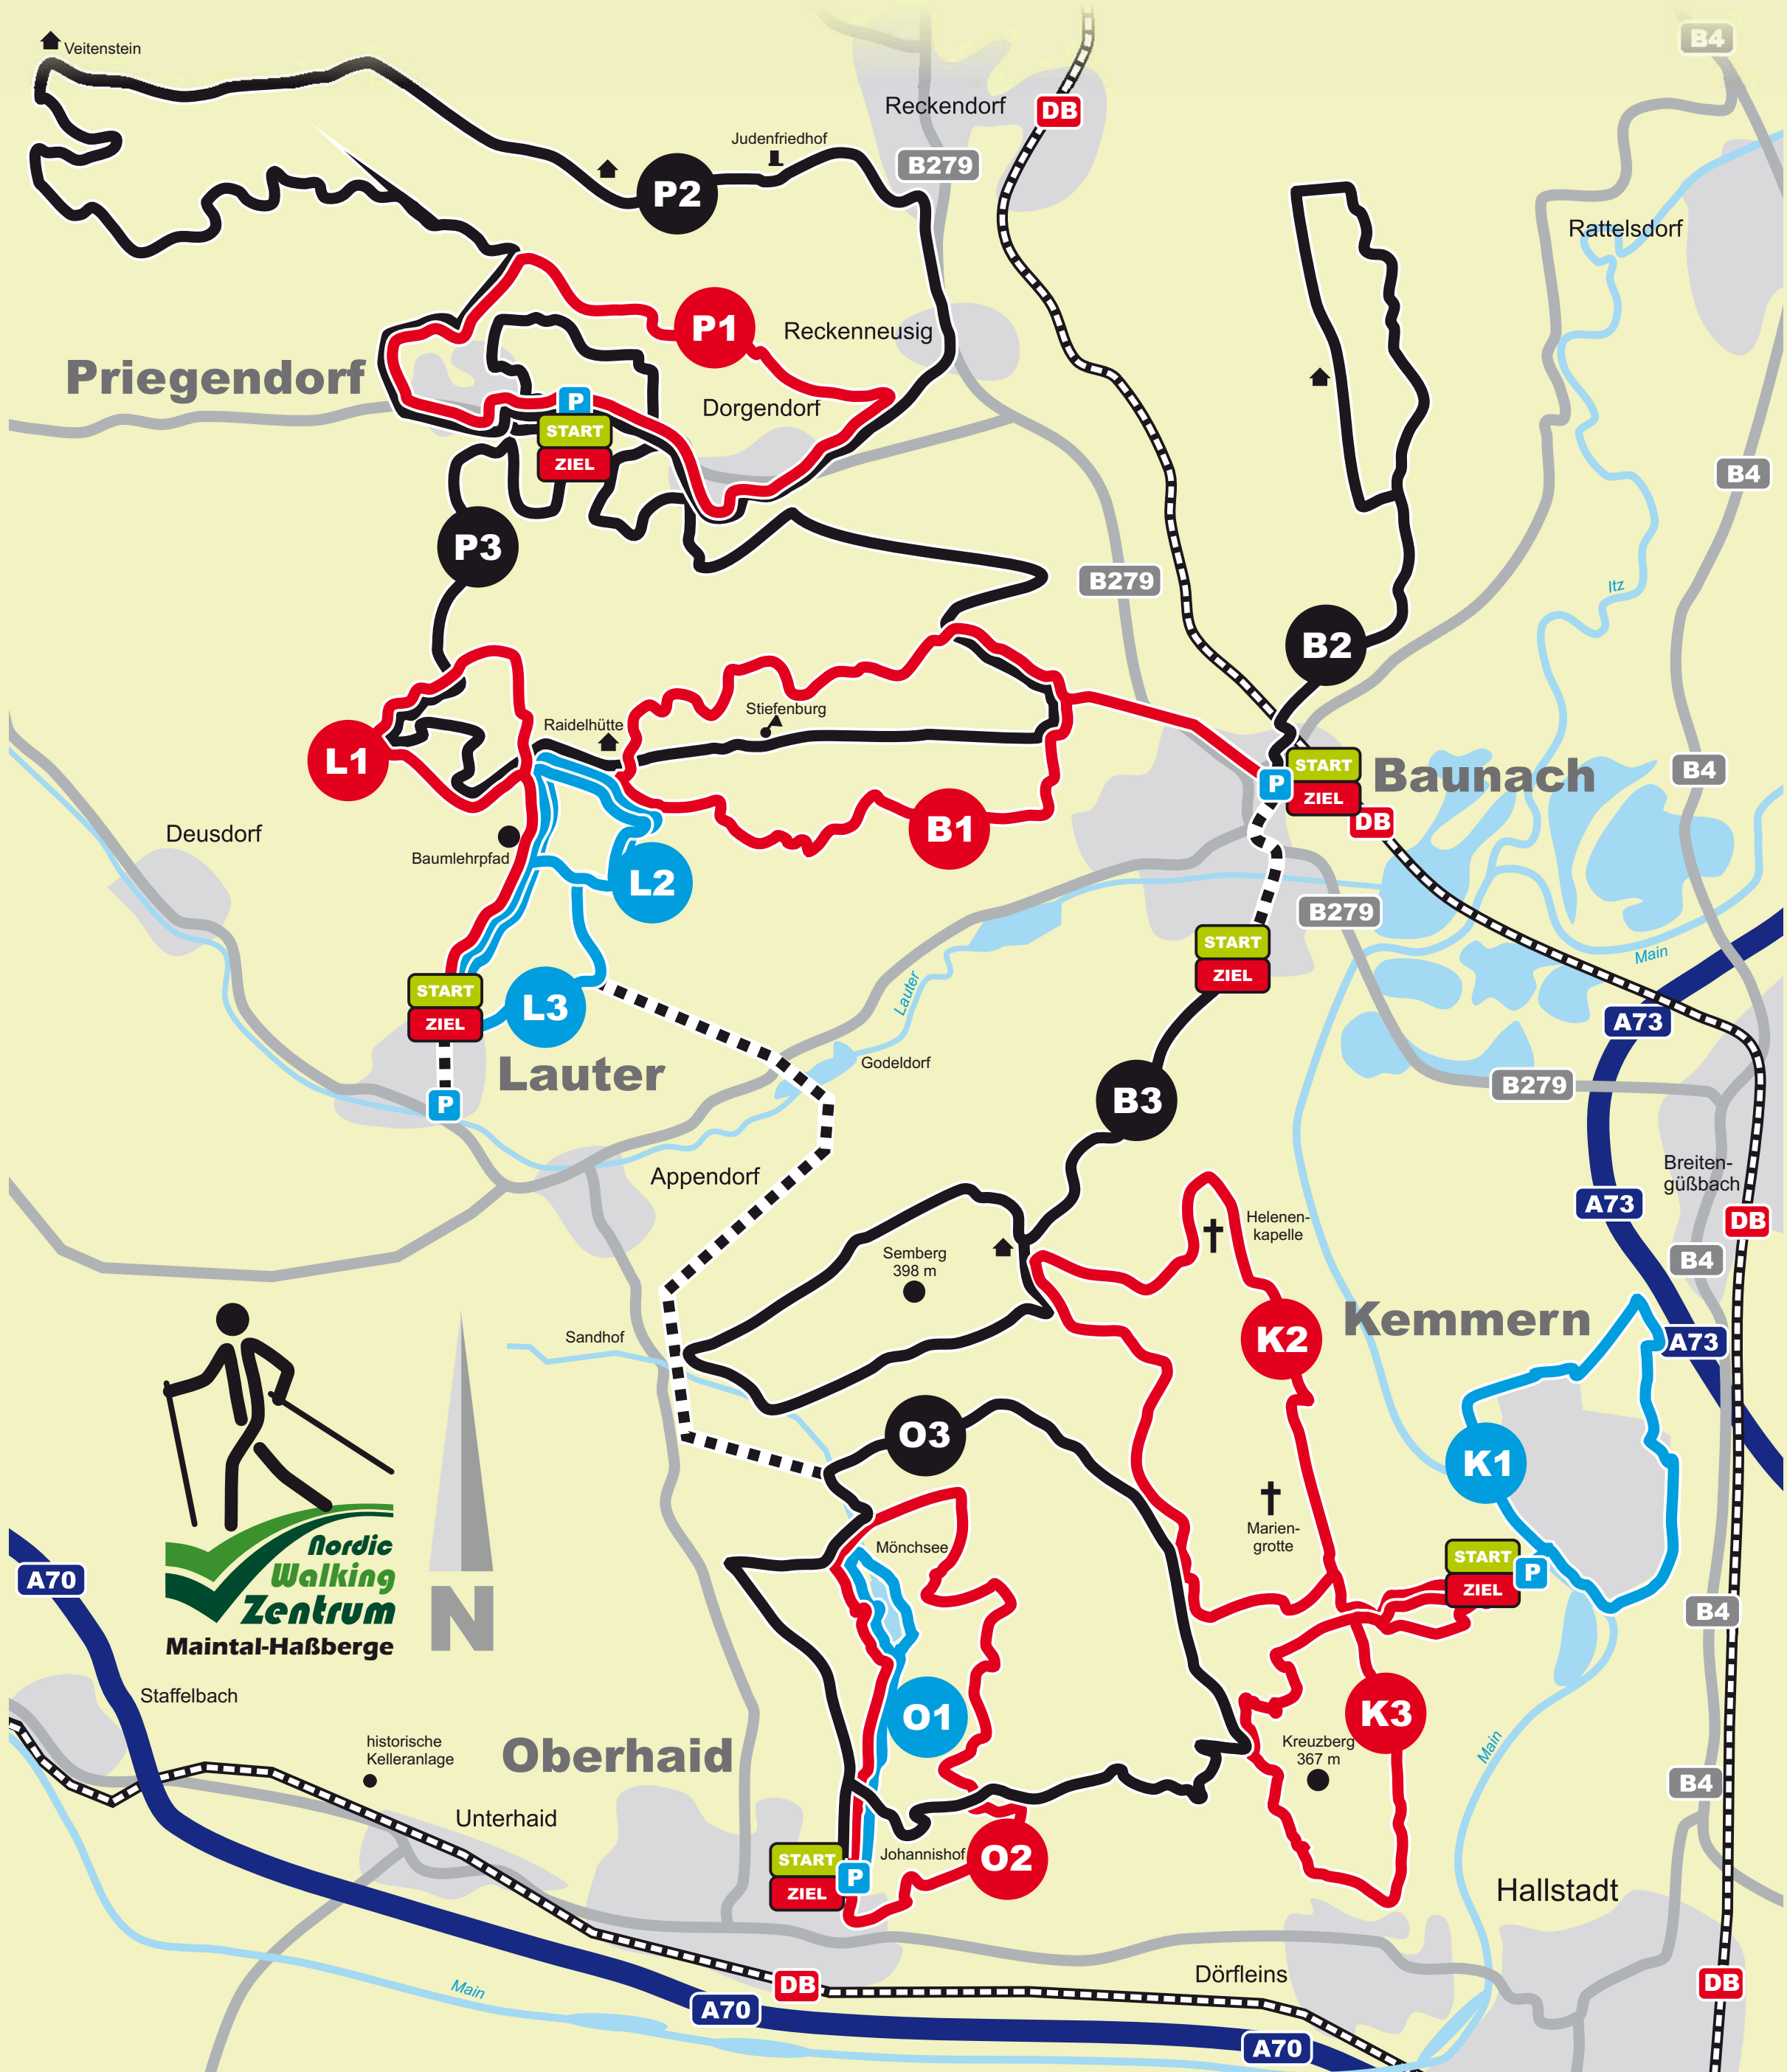 B4
Veitenstein
Reckendorf
DB
Judenfriedhof
B279
P2
Rattelsdorf
P1
Reckenneusig
Priegendorf
P
Dorgendorf
START
ZIEL
B4
P3
B279
Itz
B2
Stiefenburg
Raidelhütte
L1
START
Baunach
B4
P
ZIEL
DB
B1
Deusdorf
Baumlehrpfad
L2
B279
START
Main
ZIEL
Lauter
START
L3
ZIEL
A73
Lauter
Godeldorf
P
B3
B279
Appendorf
Breiten-
güßbach
A73
DB
Helenen-
kapelle
Semberg
398 m
B4
Sandhof
K2
Kemmern
A73
O3
K1
Marien-
grotte
Mönchsee
Nordic
Walking
Zentrum
Maintal-Haßberge
N
A70
START
P
ZIEL
B4
Staffelbach
O1
K3
historische
Kelleranlage
Oberhaid
Kreuzberg
367 m
Main
B4
Unterhaid
START
Johannishof
O2
P
ZIEL
Hallstadt
Dörfleins
DB
DB
Main
A70
A70